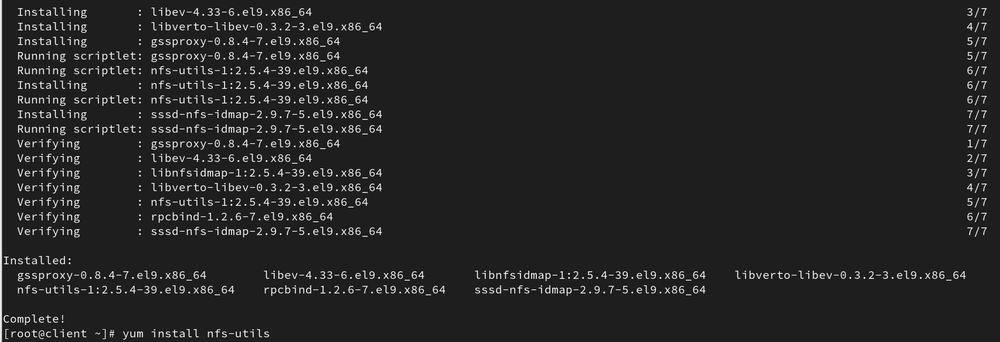 Installing : libev-4.33-6.el9.x86_64 3/7
Installing : libverto-libev-0.3.2-3.el9.x86_64 4/7
Installing : gssproxy-0.8.4-7.el9.x86_64 5/7
Running scriptlet: gssproxy-0.8.4-7.el9.x86_64 5/7
Running scriptlet: nfs-utils-1:2.5.4-39.el9.x86_64 6/7
Installing : nfs-utils-1:2.5.4-39.el9.x86_64 6/7
Running scriptlet: nfs-utils-1:2.5.4-39.el9.x86_64 6/7
Installing : sssd-nfs-idmap-2.9.7-5.el9.x86_64 7/7
Running scriptlet: sssd-nfs-idmap-2.9.7-5.el9.x86_64 7/7
Verifying : gssproxy-0.8.4-7.el9.x86_64 1/7
Verifying : libev-4.33-6.el9.x86_64 2/7
Verifying : libnfsidmap-1:2.5.4-39.el9.x86_64 3/7
Verifying : libverto-libev-0.3.2-3.el9.x86_64 4/7
Verifying : nfs-utils-1:2.5.4-39.el9.x86_64 5/7
Verifying : rpcbind-1.2.6-7.el9.x86_64 6/7
Verifying : sssd-nfs-idmap-2.9.7-5.el9.x86_64 7/7
Installed:
gssproxy-0.8.4-7.el9.x86_64 libev-4.33-6.el9.x86_64 libnfsidmap-1:2.5.4-39.el9.x86_64 libverto-libev-0.3.2-3.el9.x86_64
nfs-utils-1:2.5.4-39.el9.x86_64 rpcbind-1.2.6-7.el9.x86_64 sssd-nfs-idmap-2.9.7-5.el9.x86_64
Complete!
[root@client ~]# yum install nfs-utils